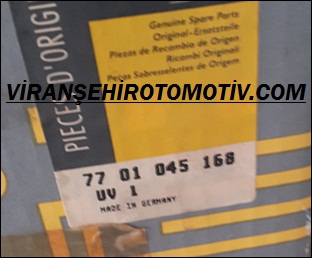 PIECES D'ORIGI
Genuine Spare Parts
Original-Ersatzteile
Piezas de Recambio de Origen
Ricambi Originali
Peças Sobressalentes de Origem
VİRANŞEHİROTOMOTİV.COM
77 01 045 168
UV 1
MADE IN GERMANY